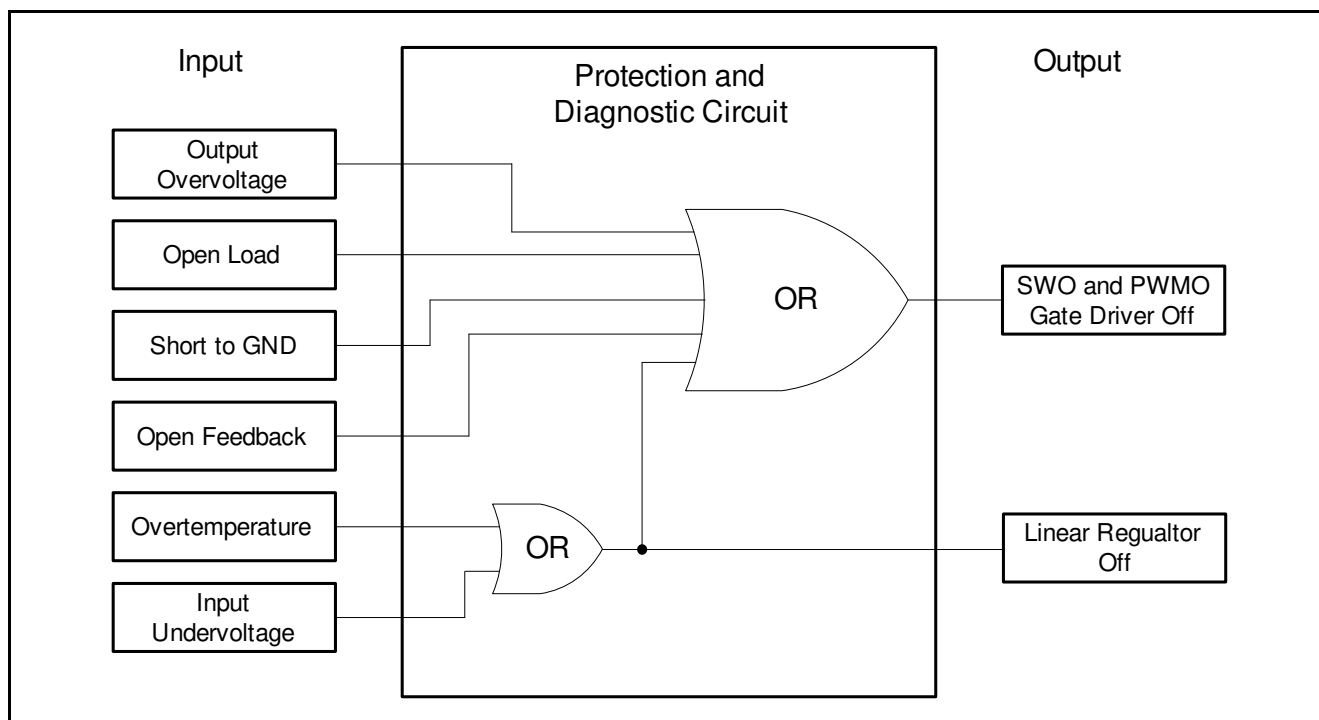 Input
Protection and
Diagnostic Circuit
Output
Output
Overvoltage
Open Load
Short to GND
Open Feedback
Overtemperature
Input
Undervoltage
OR
OR
SWO and PWMO
Gate Driver Off
Linear Regualtor
Off